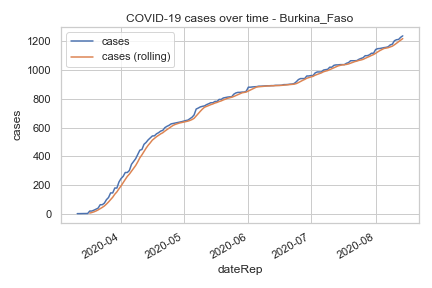 COVID-19 cases over time - Burkina_Faso
cases
cases (rolling)
1200
1000
800
600
400
200
0
cases
2020-04
2020-05
2020-06
2020-07
2020-08
dateRep